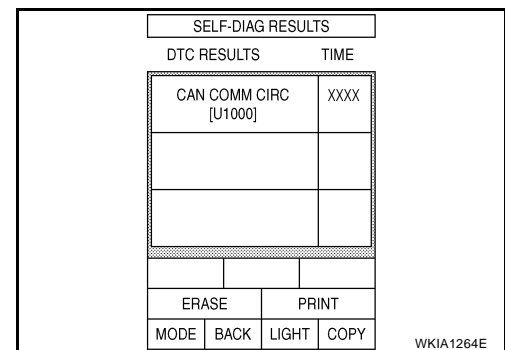 SELF-DIAG RESULTS
DTC RESULTS TIME
CAN COMM CIRC XXXX
[U1000]
ERASE PRINT
MODE BACK LIGHT COPY
WKIA1264E